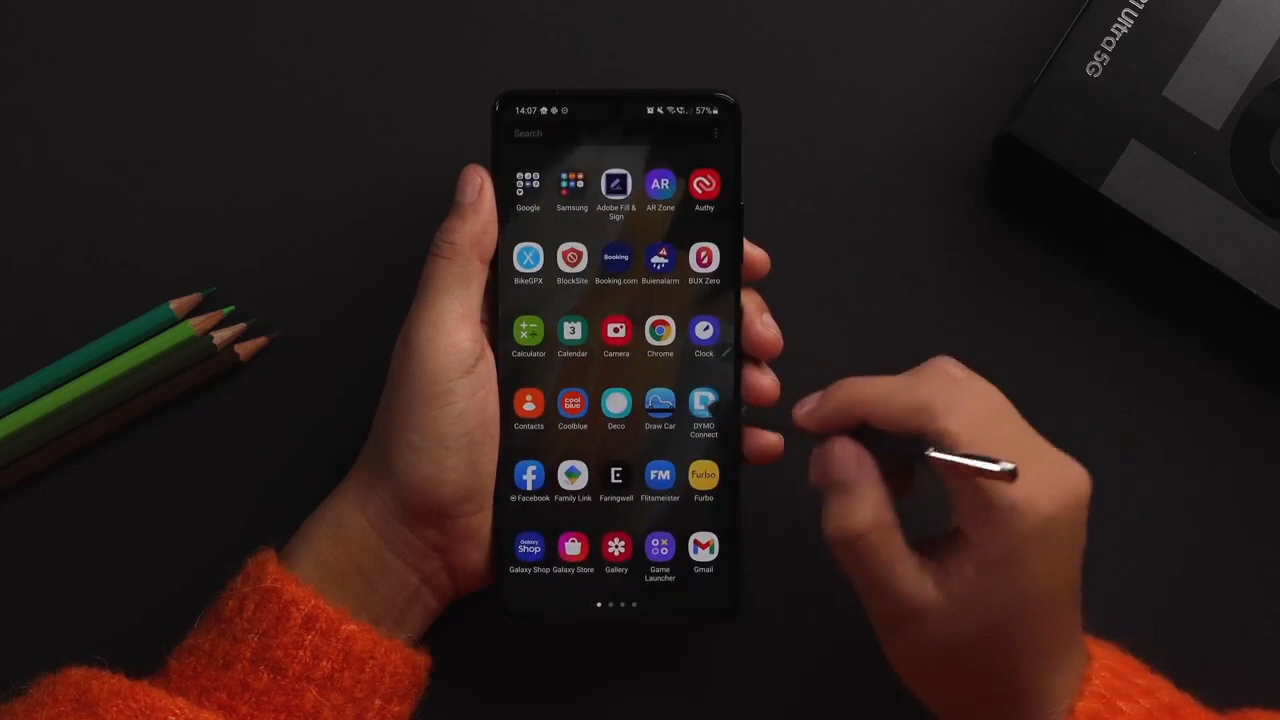 14:07 57%
Search
Google Samsung Adobe Fill & Sign AR Zone Authy
AR
BikeGPX BlockSite Booking.com Buienalarm BUX Zero
X Booking
Calculator Calendar Camera Chrome Clock
3
cool blue
Contacts Coolblue Deco Draw Car DYMO Connect
E FM Furbo
Facebook Family Link Faringwell Flitsmeister Furbo
Galaxy Shop
Galaxy Shop Galaxy Store Gallery Game Launcher Gmail
Ultra 5G